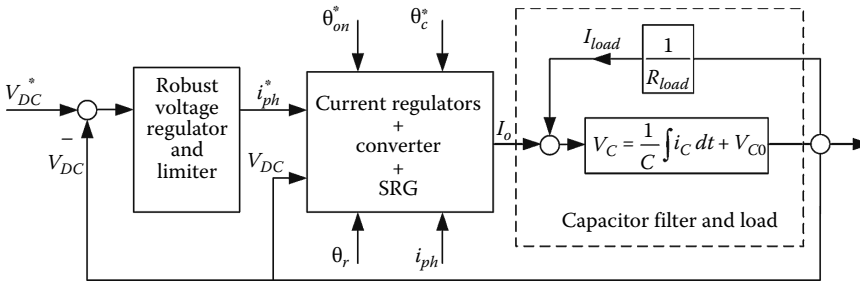 θ*on
θ*c
Iload
1
Rload
V*DC
−
VDC
Robust
voltage
regulator
and
limiter
i*ph
VDC
Current regulators
+
converter
+
SRG
Io
VC = 1/C ∫ iC dt + VC0
Capacitor filter and load
θr
iph